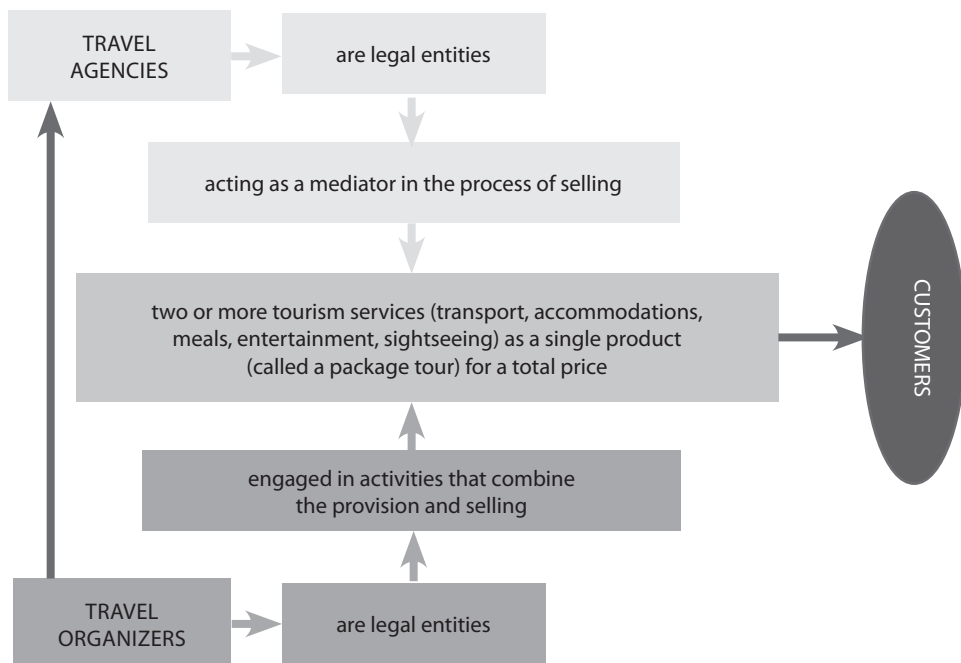 TRAVEL
AGENCIES
are legal entities
acting as a mediator in the process of selling
two or more tourism services (transport, accommodations,
meals, entertainment, sightseeing) as a single product
(called a package tour) for a total price
CUSTOMERS
engaged in activities that combine
the provision and selling
TRAVEL
ORGANIZERS
are legal entities